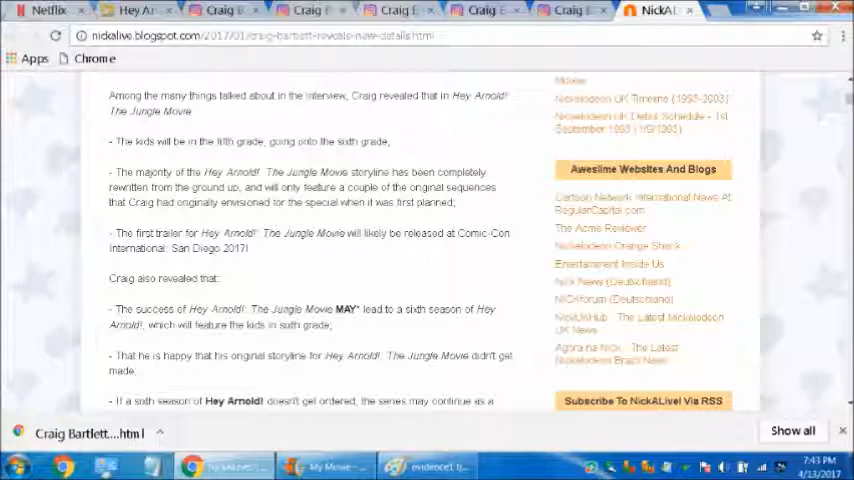 Netflix
Hey Ar
Craig B
Craig E
Craig E
Craig E
Craig E
NickAL
nickalive.blogspot.com/2017/01/craig-bartlett-reveals-new-details.html
Apps
Chrome
Among the many things talked about in the interview, Craig revealed that in Hey Arnold!
The Jungle Movie
- The kids will be in the fifth grade, going onto the sixth grade;
- The majority of the Hey Arnold! The Jungle Movie storyline has been completely
rewritten from the ground up, and will only feature a couple of the original sequences
that Craig had originally envisioned for the special when it was first planned;
- The first trailer for Hey Arnold! The Jungle Movie will likely be released at Comic-Con
International: San Diego 2017!
Craig also revealed that:
- The success of Hey Arnold! The Jungle Movie MAY* lead to a sixth season of Hey
Arnold!, which will feature the kids in sixth grade;
- That he is happy that his original storyline for Hey Arnold! The Jungle Movie didn't get
made;
- If a sixth season of Hey Arnold! doesn't get ordered, the series may continue as a
Movies
Nickelodeon UK Timeline (1993-2003)
Nickelodeon UK Debut Schedule - 1st
September 1993 (1/9/1993)
Aweslime Websites And Blogs
Cartoon Network International News At
RegularCapital.com
The Acme Reviewer
Nickelodeon Orange Shack
Entertainment Inside Us
Nick News (Deutschland)
NICKforum (Deutschland)
NickUKHub - The Latest Nickelodeon
UK News
Agora na Nick - The Latest
Nickelodeon Brazil News
Subscribe To NickALive! Via RSS
Craig Bartlett....html
Show all
NickALive!:
My Movie -
evidence1
7:43 PM
4/13/2017